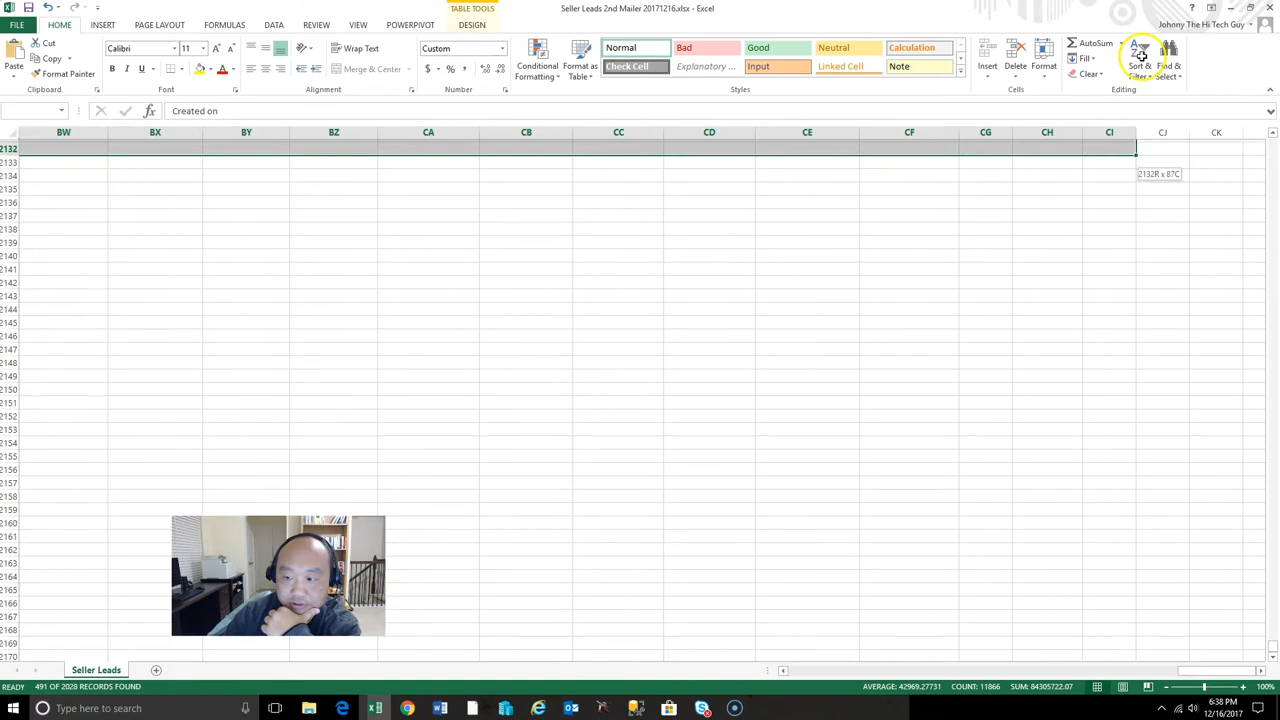 TABLE TOOLS
Seller Leads 2nd Mailer 20171216.xlsx - Excel
FILE HOME INSERT PAGE LAYOUT FORMULAS DATA REVIEW VIEW POWERPIVOT DESIGN
Johnny The Hi Tech Guy
Paste
Cut
Copy
Format Painter
Clipboard
Calibri 11
B I U
Font
Wrap Text
Merge & Center
Alignment
Custom
$ % ,
Number
Conditional Formatting
Format as Table
Normal Bad Good Neutral Calculation
Check Cell Explanatory ... Input Linked Cell Note
Styles
Insert Delete Format
Cells
AutoSum
Fill
Clear
Sort & Filter
Find & Select
Editing
Created on
BW BX BY BZ CA CB CC CD CE CF CG CH CI CJ CK
2132
2133
2134
2132R x 87C
2135
2136
2137
2138
2139
2140
2141
2142
2143
2144
2145
2146
2147
2148
2149
2150
2151
2152
2153
2154
2155
2156
2157
2158
2159
2160
2161
2162
2163
2164
2165
2166
2167
2168
2169
2170
Seller Leads
READY 491 OF 2028 RECORDS FOUND AVERAGE: 42969.27731 COUNT: 11866 SUM: 84305722.07 100%
Type here to search
6:38 PM
12/16/2017